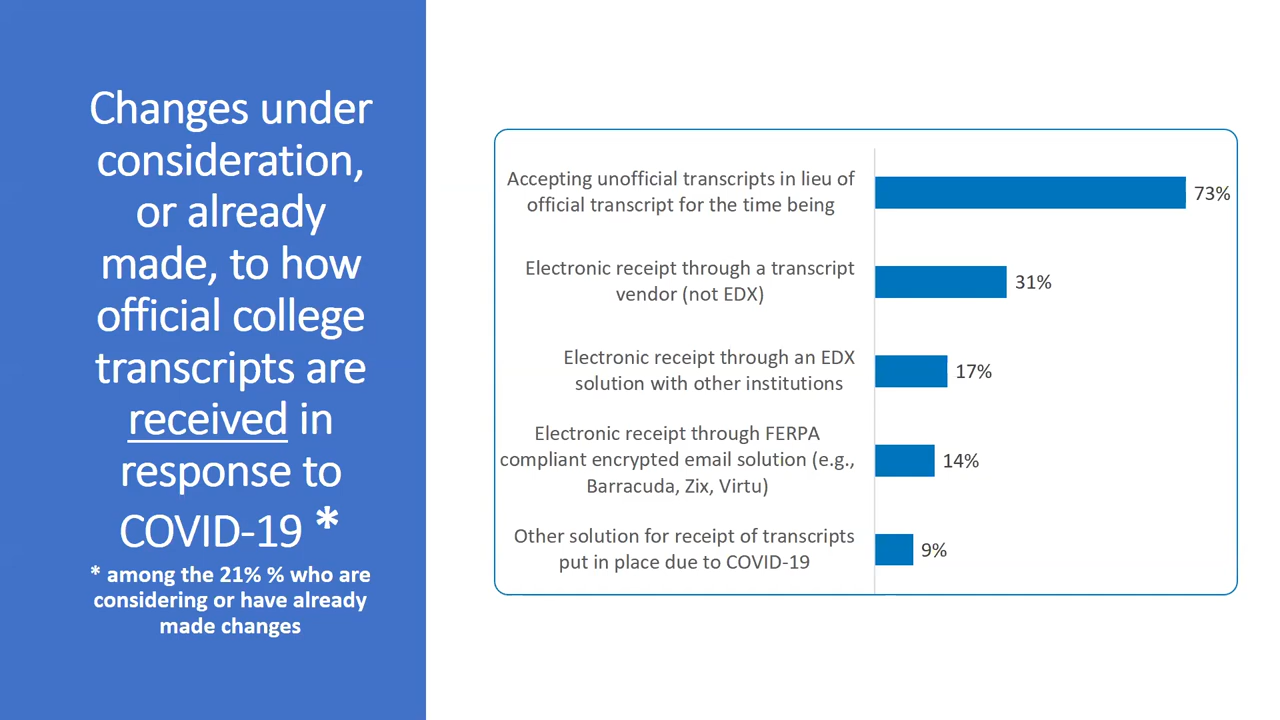 Changes under
consideration,
or already
made, to how
official college
transcripts are
received in
response to
COVID-19 *
* among the 21% % who are
considering or have already
made changes
Accepting unofficial transcripts in lieu of
official transcript for the time being
73%
Electronic receipt through a transcript
vendor (not EDX)
31%
Electronic receipt through an EDX
solution with other institutions
17%
Electronic receipt through FERPA
compliant encrypted email solution (e.g.,
Barracuda, Zix, Virtu)
14%
Other solution for receipt of transcripts
put in place due to COVID-19
9%